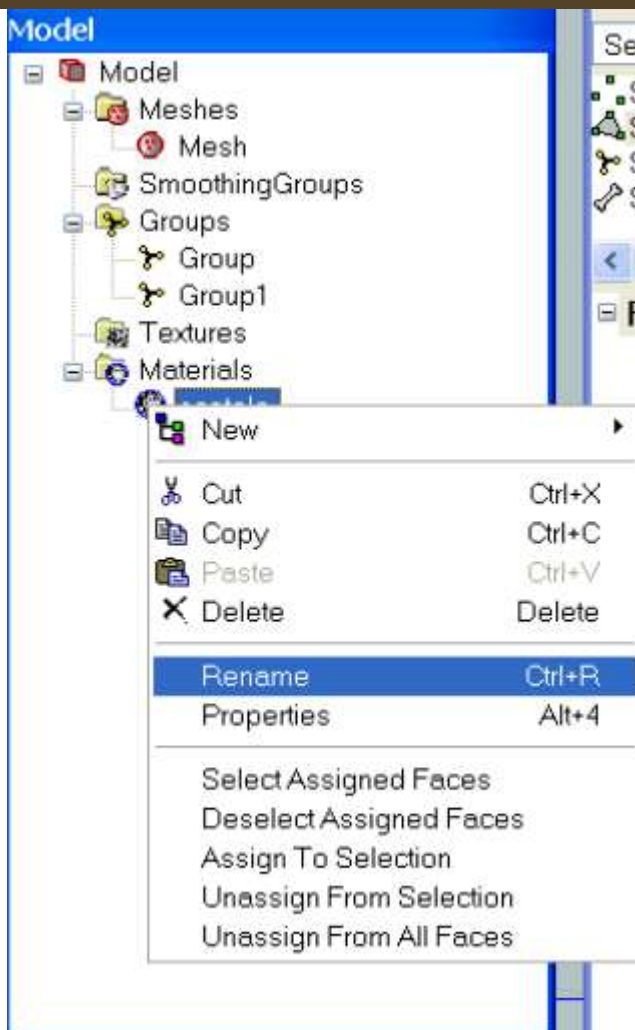 Model
Model
Meshes
Mesh
SmoothingGroups
Groups
Group
Group1
Textures
Materials
New
Cut Ctrl+X
Copy Ctrl+C
Paste Ctrl+V
Delete Delete
Rename Ctrl+R
Properties Alt+4
Select Assigned Faces
Deselect Assigned Faces
Assign To Selection
Unassign From Selection
Unassign From All Faces
Se